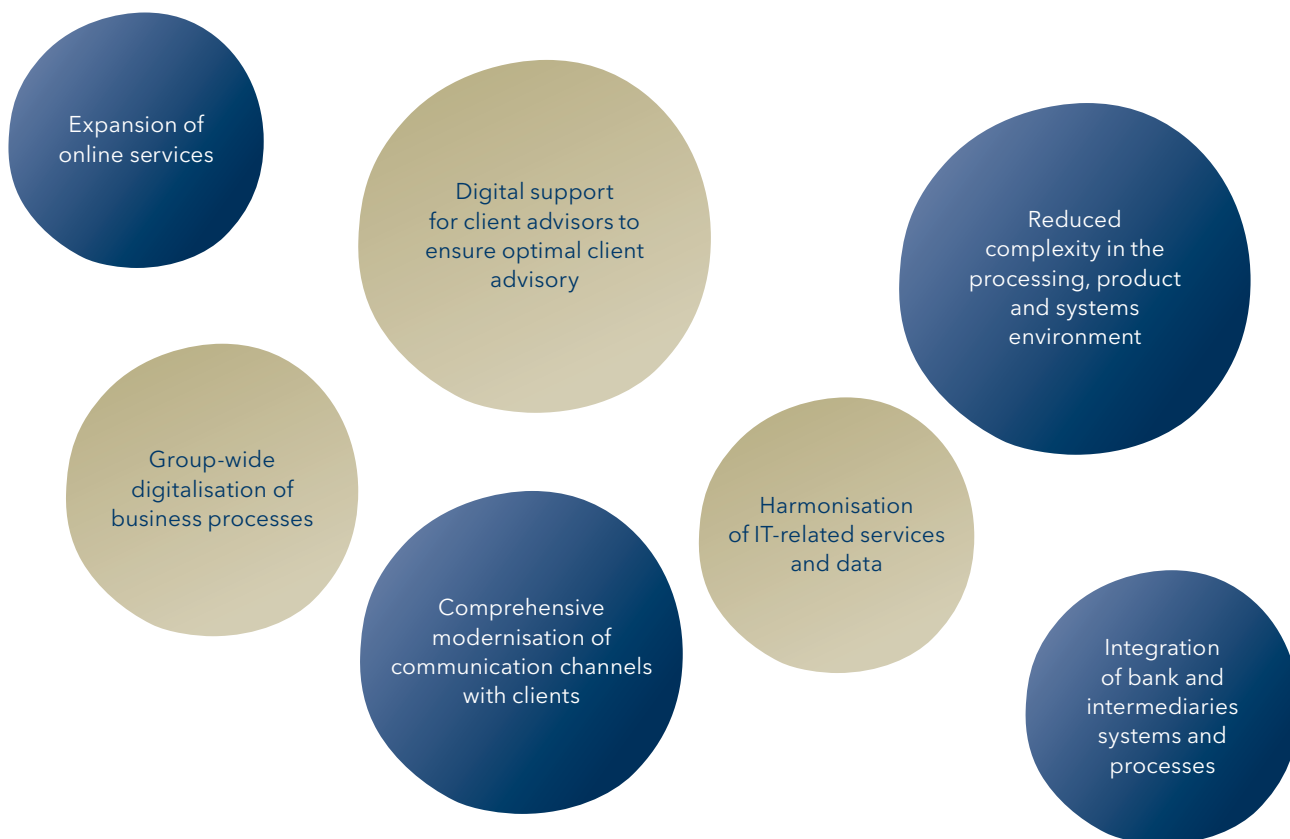 Expansion of
online services
Digital support
for client advisors to
ensure optimal client
advisory
Reduced
complexity in the
processing, product
and systems
environment
Group-wide
digitalisation of
business processes
Harmonisation
of IT-related services
and data
Comprehensive
modernisation of
communication channels
with clients
Integration
of bank and
intermediaries
systems and
processes